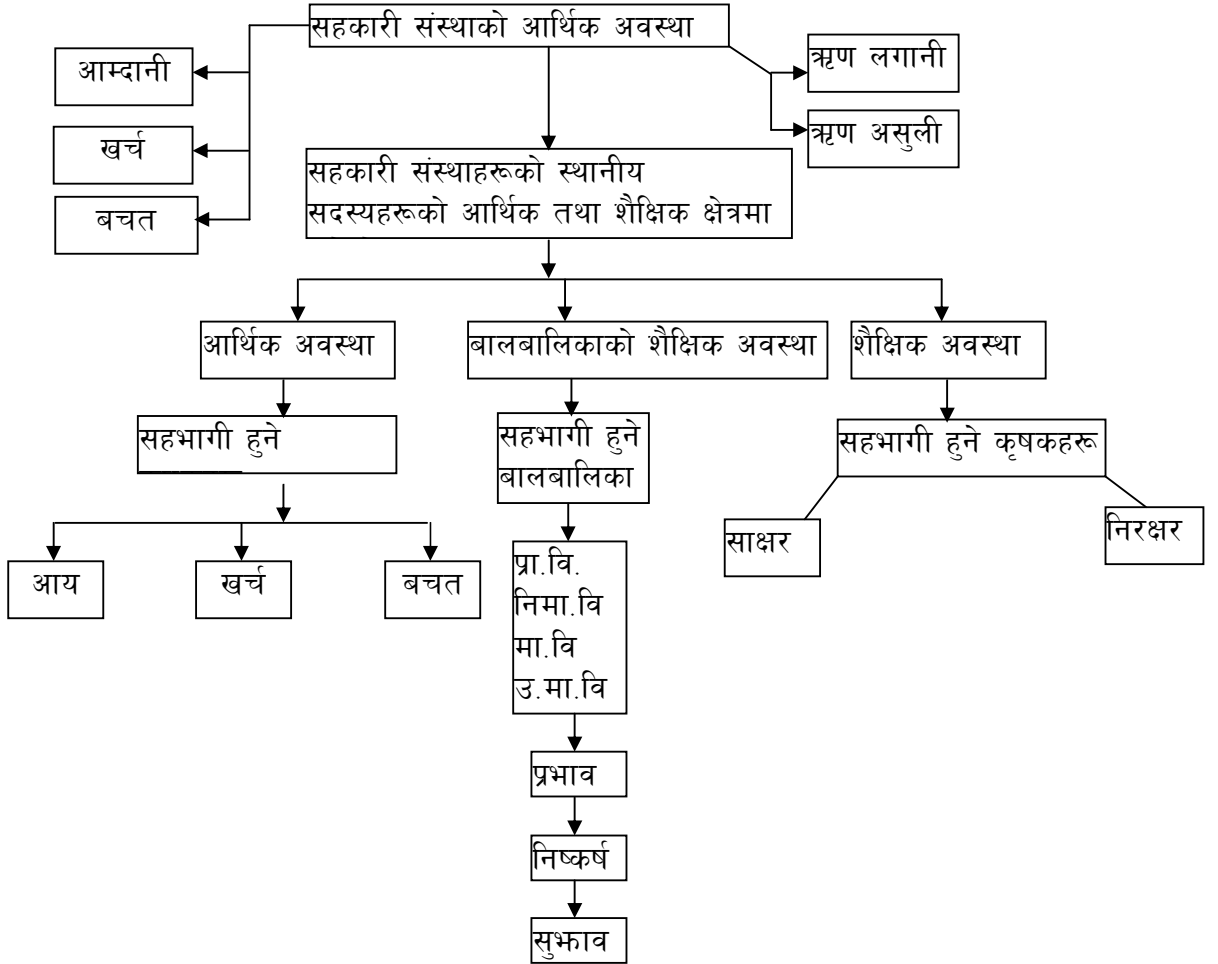 सहकारी संस्थाको आर्थिक अवस्था
आम्दानी
खर्च
बचत
ऋण लगानी
ऋण असुली
सहकारी संस्थाहरूको स्थानीय
सदस्यहरूको आर्थिक तथा शैक्षिक क्षेत्रमा
आर्थिक अवस्था
बालबालिकाको शैक्षिक अवस्था
शैक्षिक अवस्था
सहभागी हुने
सहभागी हुने
बालबालिका
सहभागी हुने कृषकहरू
आय
खर्च
बचत
प्रा.वि.
निमा.वि
मा.वि
उ.मा.वि
साक्षर
निरक्षर
प्रभाव
निष्कर्ष
सुझाव